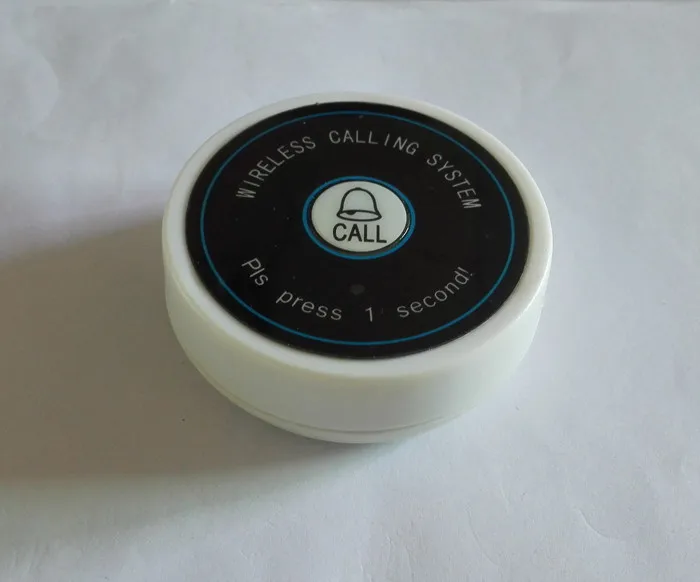 WIRELESS CALLING SYSTEM
CALL
Pls press 1 second!